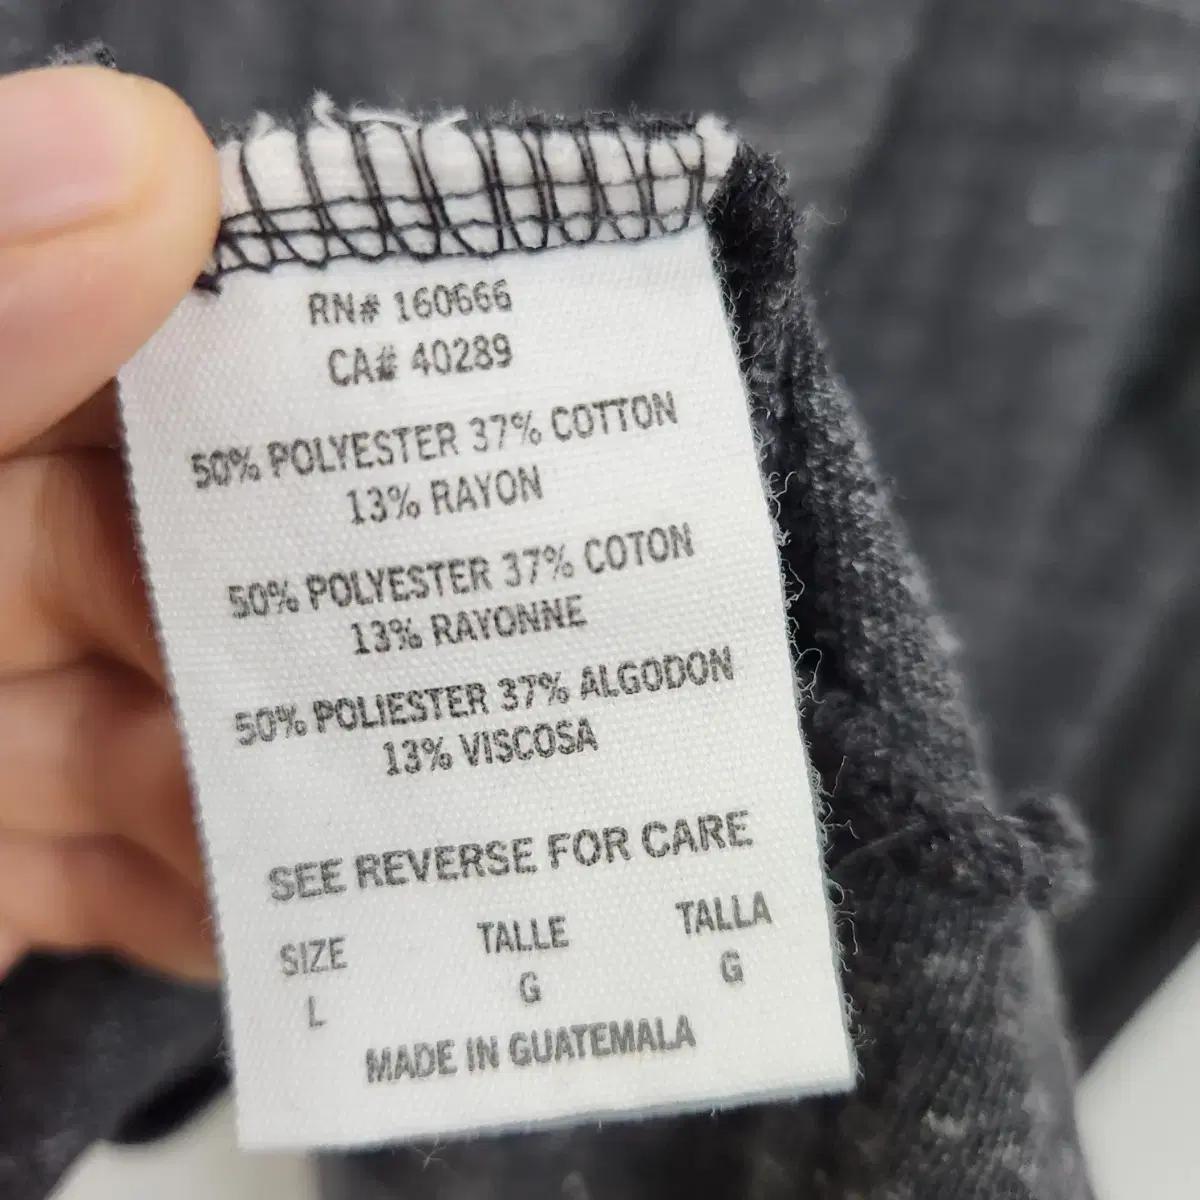 RN# 160666
CA# 40289
50% POLYESTER 37% COTTON
13% RAYON
50% POLYESTER 37% COTON
13% RAYONNE
50% POLIESTER 37% ALGODON
13% VISCOSA
SEE REVERSE FOR CARE
SIZE TALLE TALLA
L G G
MADE IN GUATEMALA